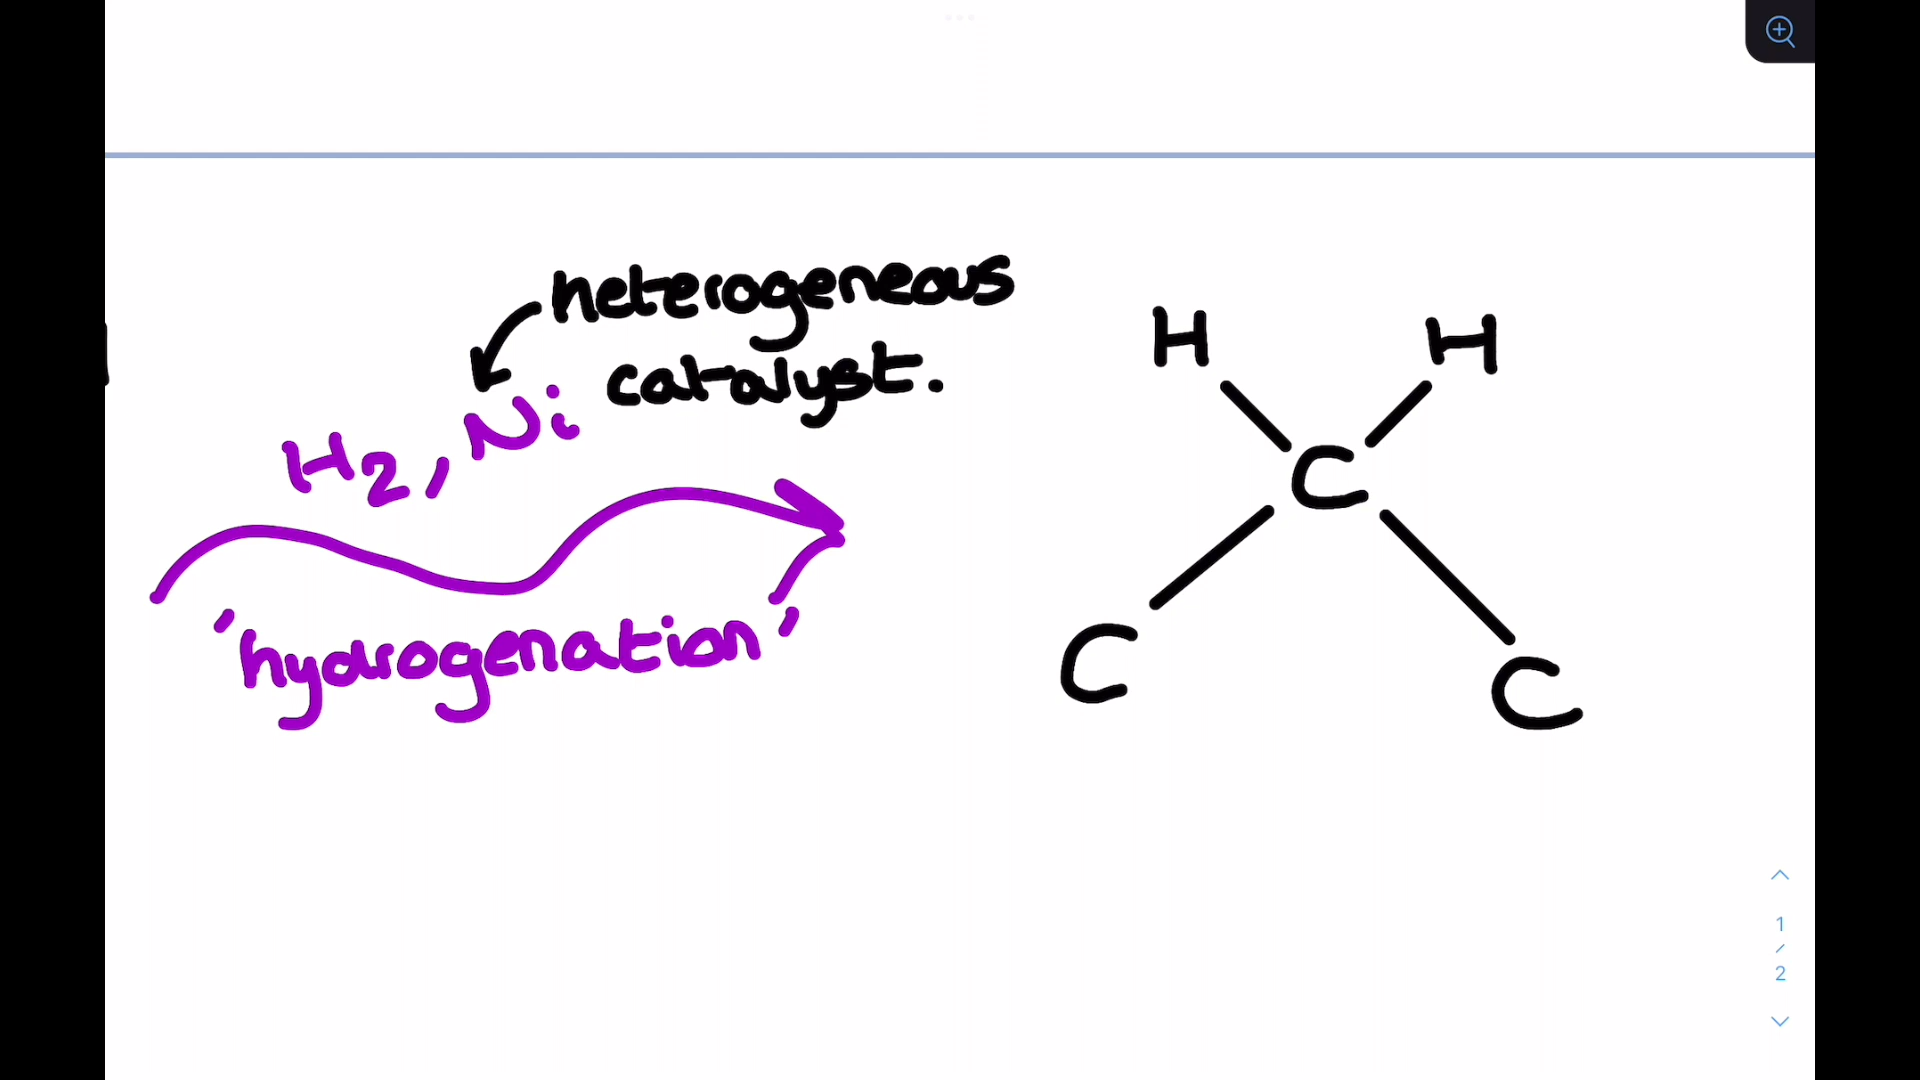 heterogeneous
catalyst.
H2, Ni
'hydrogenation'
H H
C
C C
1
/
2